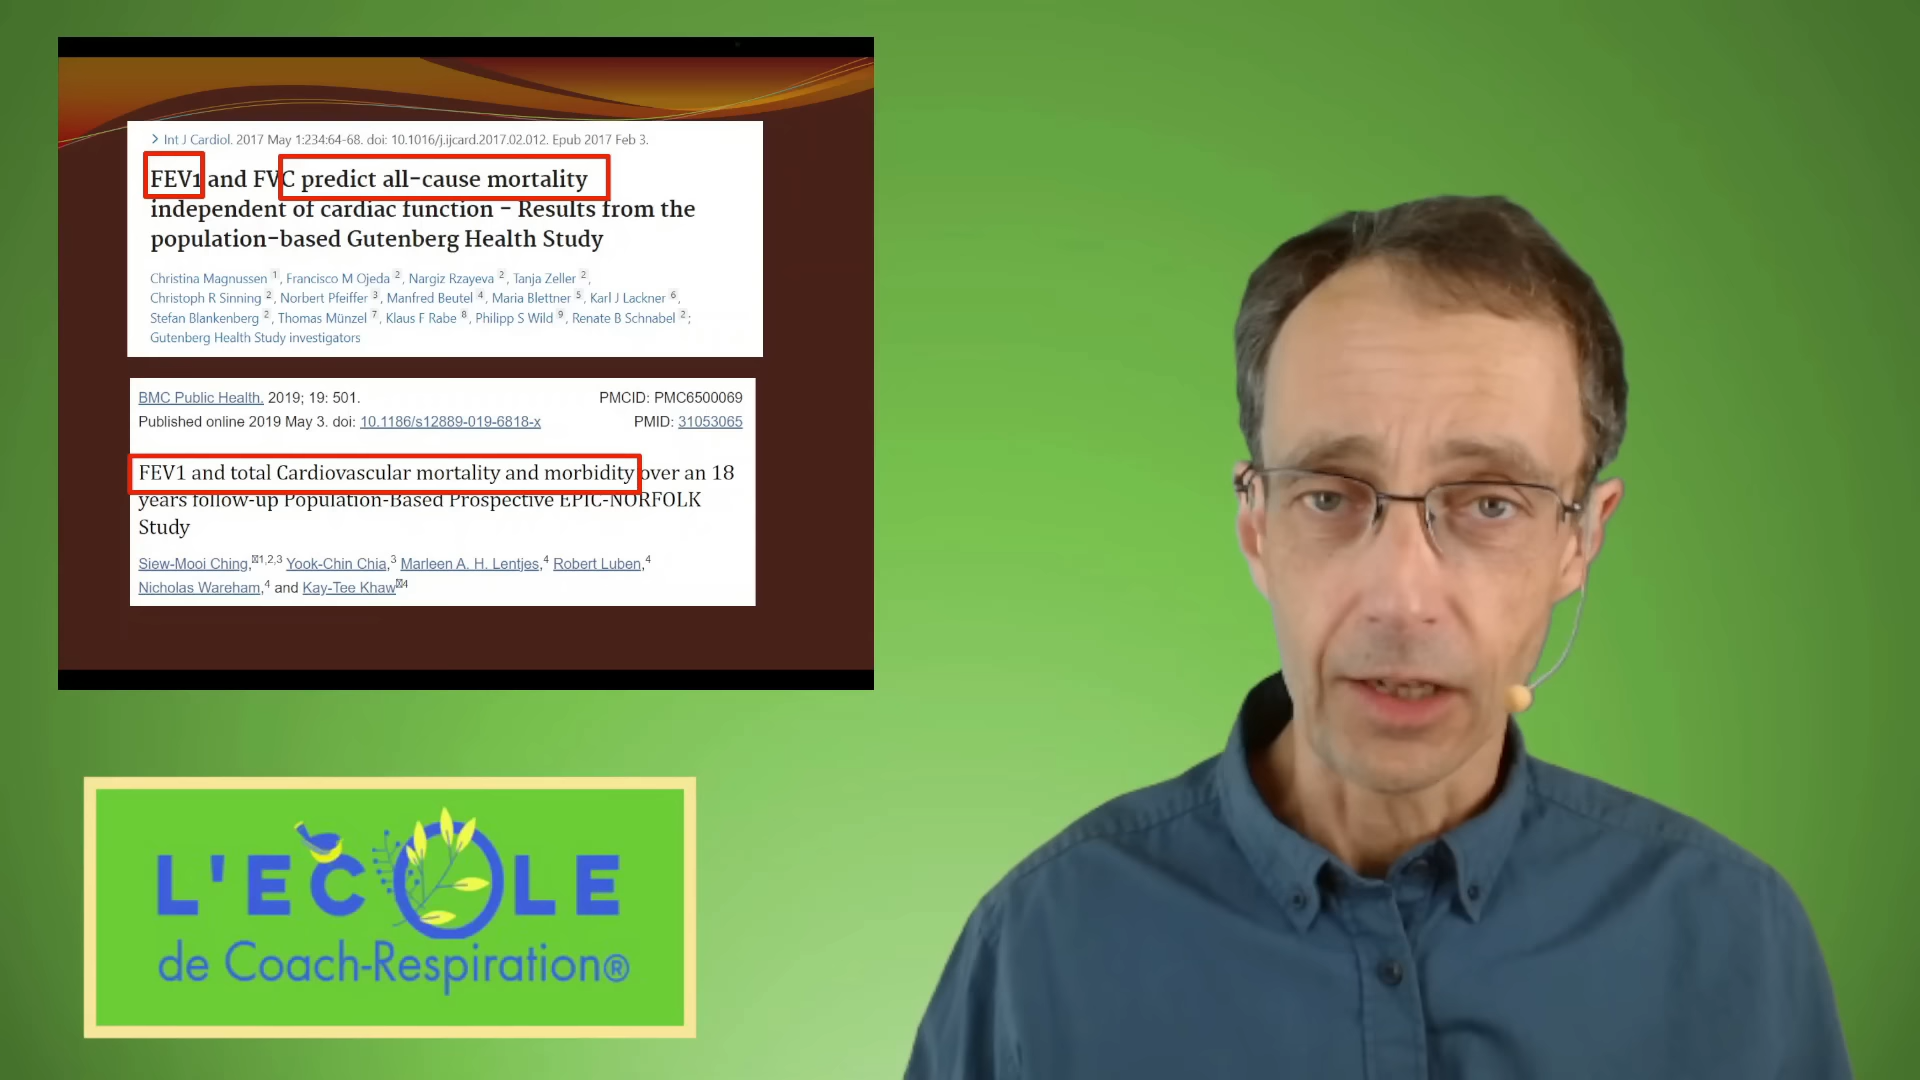 > Int J Cardiol. 2017 May 1:234:64-68. doi: 10.1016/j.ijcard.2017.02.012. Epub 2017 Feb 3.
FEV1 and FVC predict all-cause mortality
independent of cardiac function - Results from the
population-based Gutenberg Health Study
Christina Magnussen 1, Francisco M Ojeda 2, Nargiz Rzayeva 2, Tanja Zeller 2,
Christoph R Sinning 2, Norbert Pfeiffer 3, Manfred Beutel 4, Maria Blettner 5, Karl J Lackner 6,
Stefan Blankenberg 2, Thomas Münzel 7, Klaus F Rabe 8, Philipp S Wild 9, Renate B Schnabel 2;
Gutenberg Health Study investigators
BMC Public Health. 2019; 19: 501. PMCID: PMC6500069
Published online 2019 May 3. doi: 10.1186/s12889-019-6818-x PMID: 31053065
FEV1 and total Cardiovascular mortality and morbidity over an 18
years follow-up Population-Based Prospective EPIC-NORFOLK
Study
Siew-Mooi Ching,1,2,3 Yook-Chin Chia,3 Marleen A. H. Lentjes,4 Robert Luben,4
Nicholas Wareham,4 and Kay-Tee Khaw4
L'ÉCOLE
de Coach-Respiration®